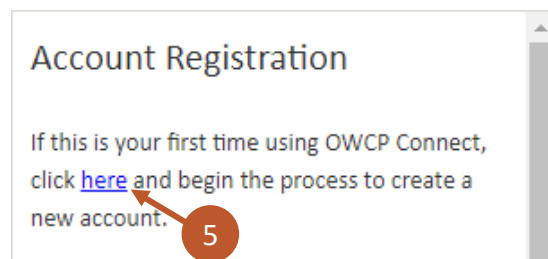 Account Registration
If this is your first time using OWCP Connect,
click here and begin the process to create a
new account.
5